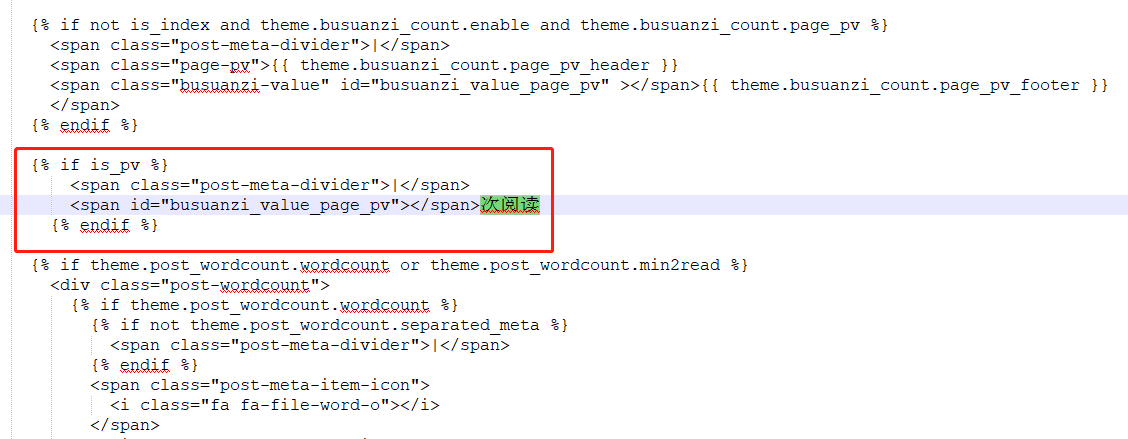 {% if not is_index and theme.busuanzi_count.enable and theme.busuanzi_count.page_pv %}
<span class="post-meta-divider">|</span>
<span class="page-pv">{{ theme.busuanzi_count.page_pv_header }}
<span class="busuanzi-value" id="busuanzi_value_page_pv" ></span>{{ theme.busuanzi_count.page_pv_footer }}
</span>
{% endif %}
{% if is_pv %}
<span class="post-meta-divider">|</span>
<span id="busuanzi_value_page_pv"></span>次阅读
{% endif %}
{% if theme.post_wordcount.wordcount or theme.post_wordcount.min2read %}
<div class="post-wordcount">
{% if theme.post_wordcount.wordcount %}
{% if not theme.post_wordcount.separated_meta %}
<span class="post-meta-divider">|</span>
{% endif %}
<span class="post-meta-item-icon">
<i class="fa fa-file-word-o"></i>
</span>